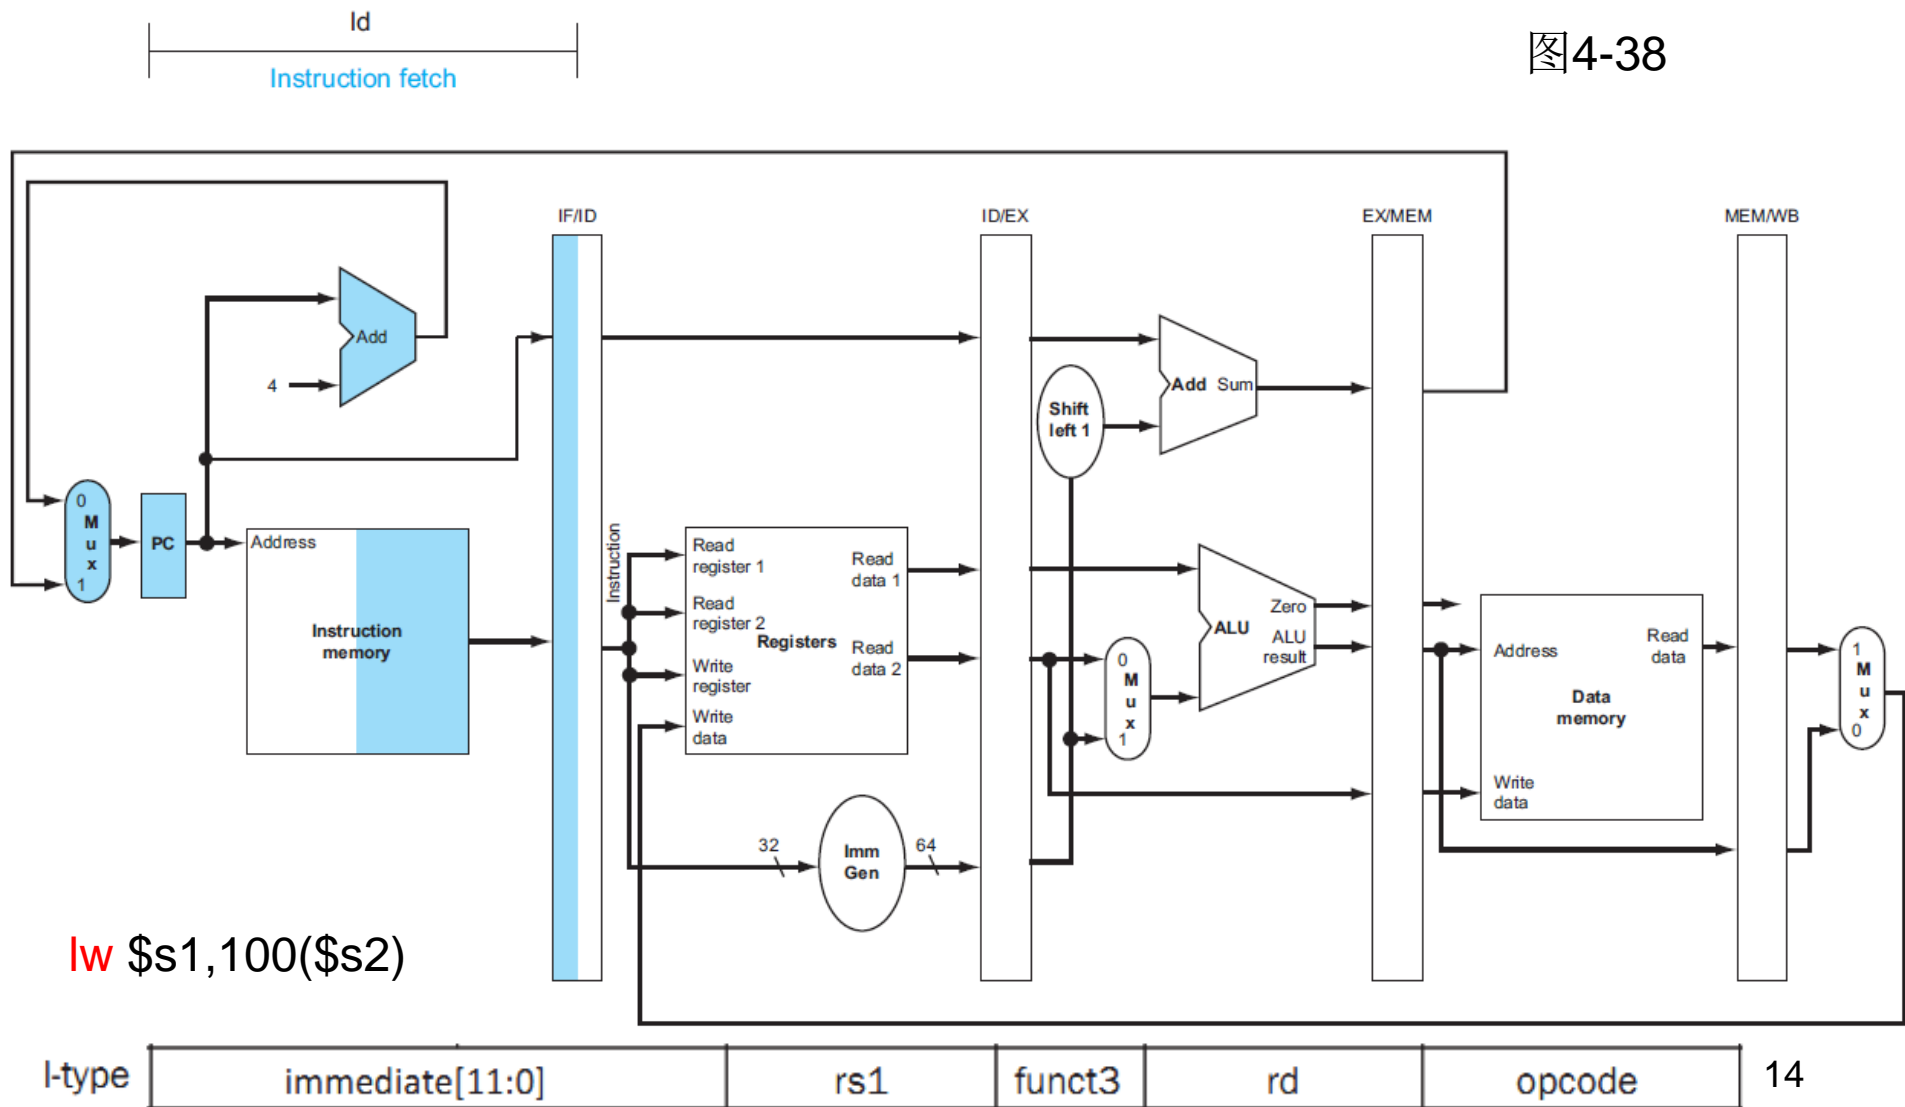 ld
Instruction fetch
图4-38
IF/ID
ID/EX
EX/MEM
MEM/WB
Add
4
Add Sum
Shift
left 1
0
M
u
x
1
PC
Address
Instruction
memory
Instruction
Read
register 1
Read
register 2
Write
register
Write
data
Registers
Read
data 1
Read
data 2
0
M
u
x
1
ALU
Zero
ALU
result
Address
Write
data
Data
memory
Read
data
1
M
u
x
0
32
Imm
Gen
64
lw $s1,100($s2)
I-type immediate[11:0] rs1 funct3 rd opcode
14